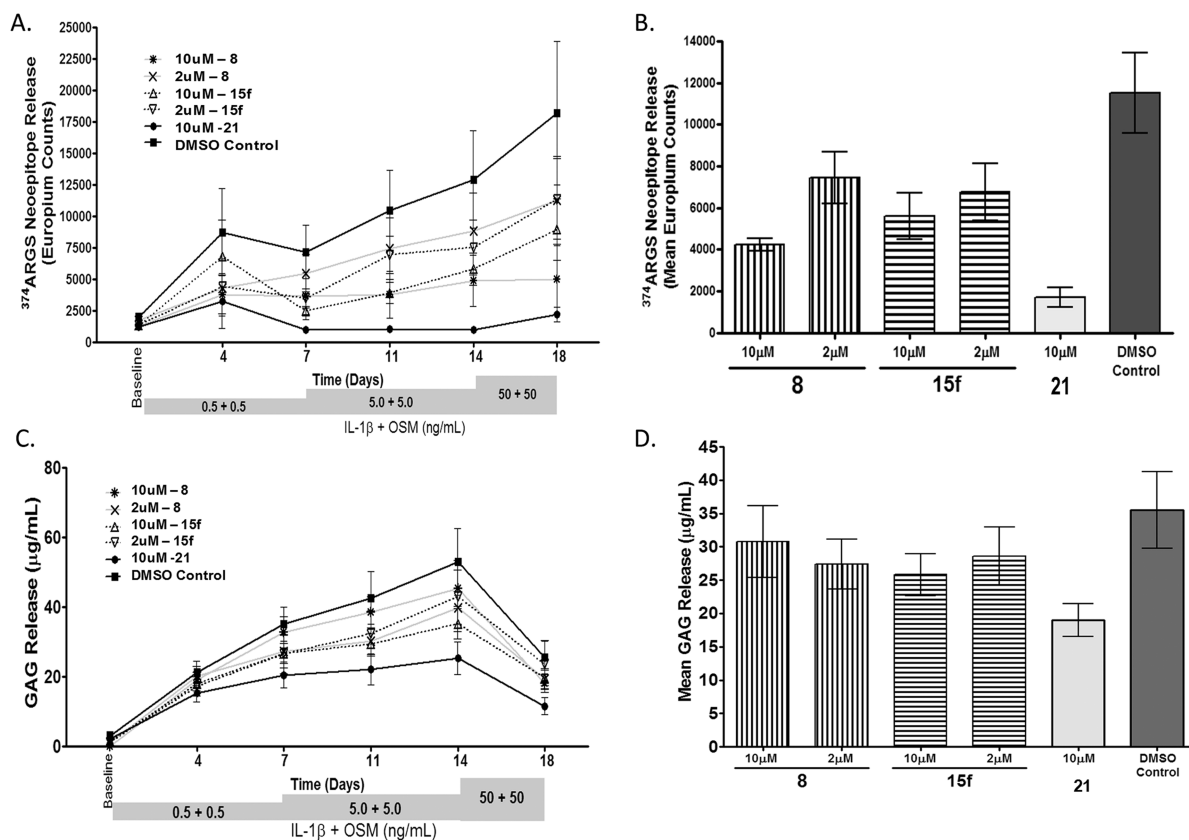 A.
³⁷⁴ARGS Neoepitope Release
(Europium Counts)
25000
22500
20000
17500
15000
12500
10000
7500
5000
2500
0
10uM – 8
2uM – 8
10uM – 15f
2uM – 15f
10uM -21
DMSO Control
Baseline
4
7
11
14
18
Time (Days)
0.5 + 0.5
5.0 + 5.0
50 + 50
IL-1β + OSM (ng/mL)
B.
³⁷⁴ARGS Neoepitope Release
(Mean Europium Counts)
14000
12000
10000
8000
6000
4000
2000
0
10µM
2µM
10µM
2µM
10µM
DMSO
Control
8
15f
21
C.
GAG Release (µg/mL)
80
60
40
20
0
10uM – 8
2uM – 8
10uM – 15f
2uM – 15f
10uM -21
DMSO Control
Baseline
4
7
11
14
18
Time (Days)
0.5 + 0.5
5.0 + 5.0
50 + 50
IL-1β + OSM (ng/mL)
D.
Mean GAG Release (µg/mL)
45
40
35
30
25
20
15
10
5
0
10µM
2µM
10µM
2µM
10µM
DMSO
Control
8
15f
21